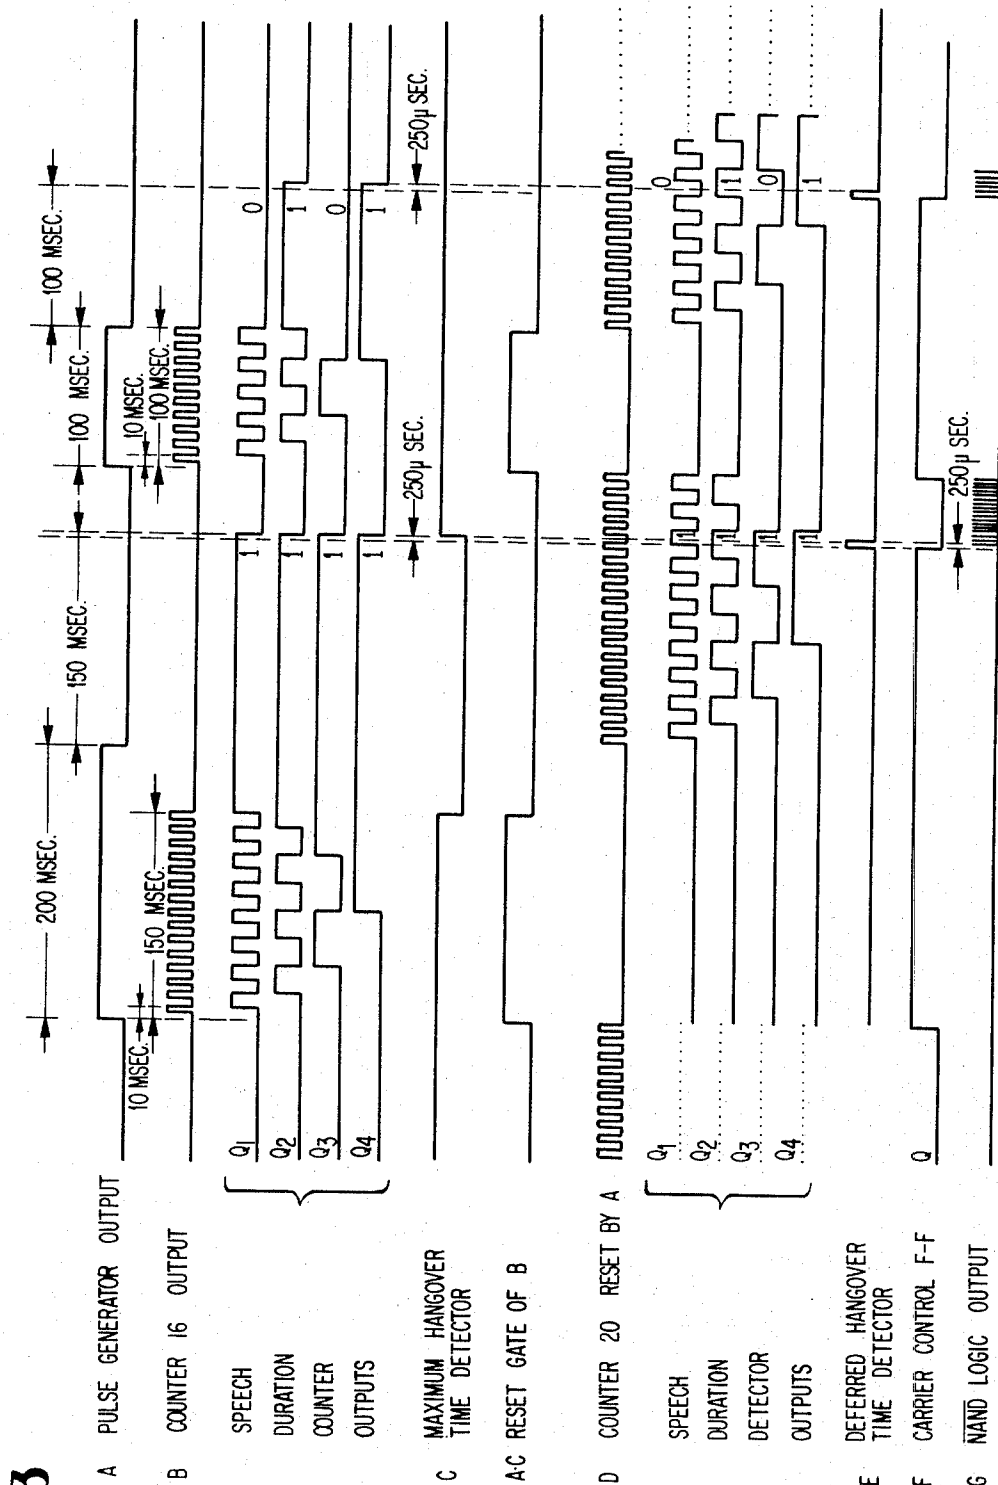 3
200 MSEC.
150 MSEC.
100 MSEC.
100 MSEC.
A PULSE GENERATOR OUTPUT
10 MSEC.
150 MSEC.
10 MSEC.
100 MSEC.
B COUNTER 16 OUTPUT
SPEECH
DURATION
COUNTER
OUTPUTS
Q1 1 0
Q2 1 1
Q3 1 0
Q4 1 1
250μ SEC.
250μ SEC.
C MAXIMUM HANGOVER
TIME DETECTOR
A·C RESET GATE OF B
D COUNTER 20 RESET BY A
SPEECH
DURATION
DETECTOR
OUTPUTS
Q1 1 0
Q2 1 1
Q3 1 0
Q4 1 1
E DEFERRED HANGOVER
TIME DETECTOR
F CARRIER CONTROL F-F Q
250μ SEC.
G NAND LOGIC OUTPUT